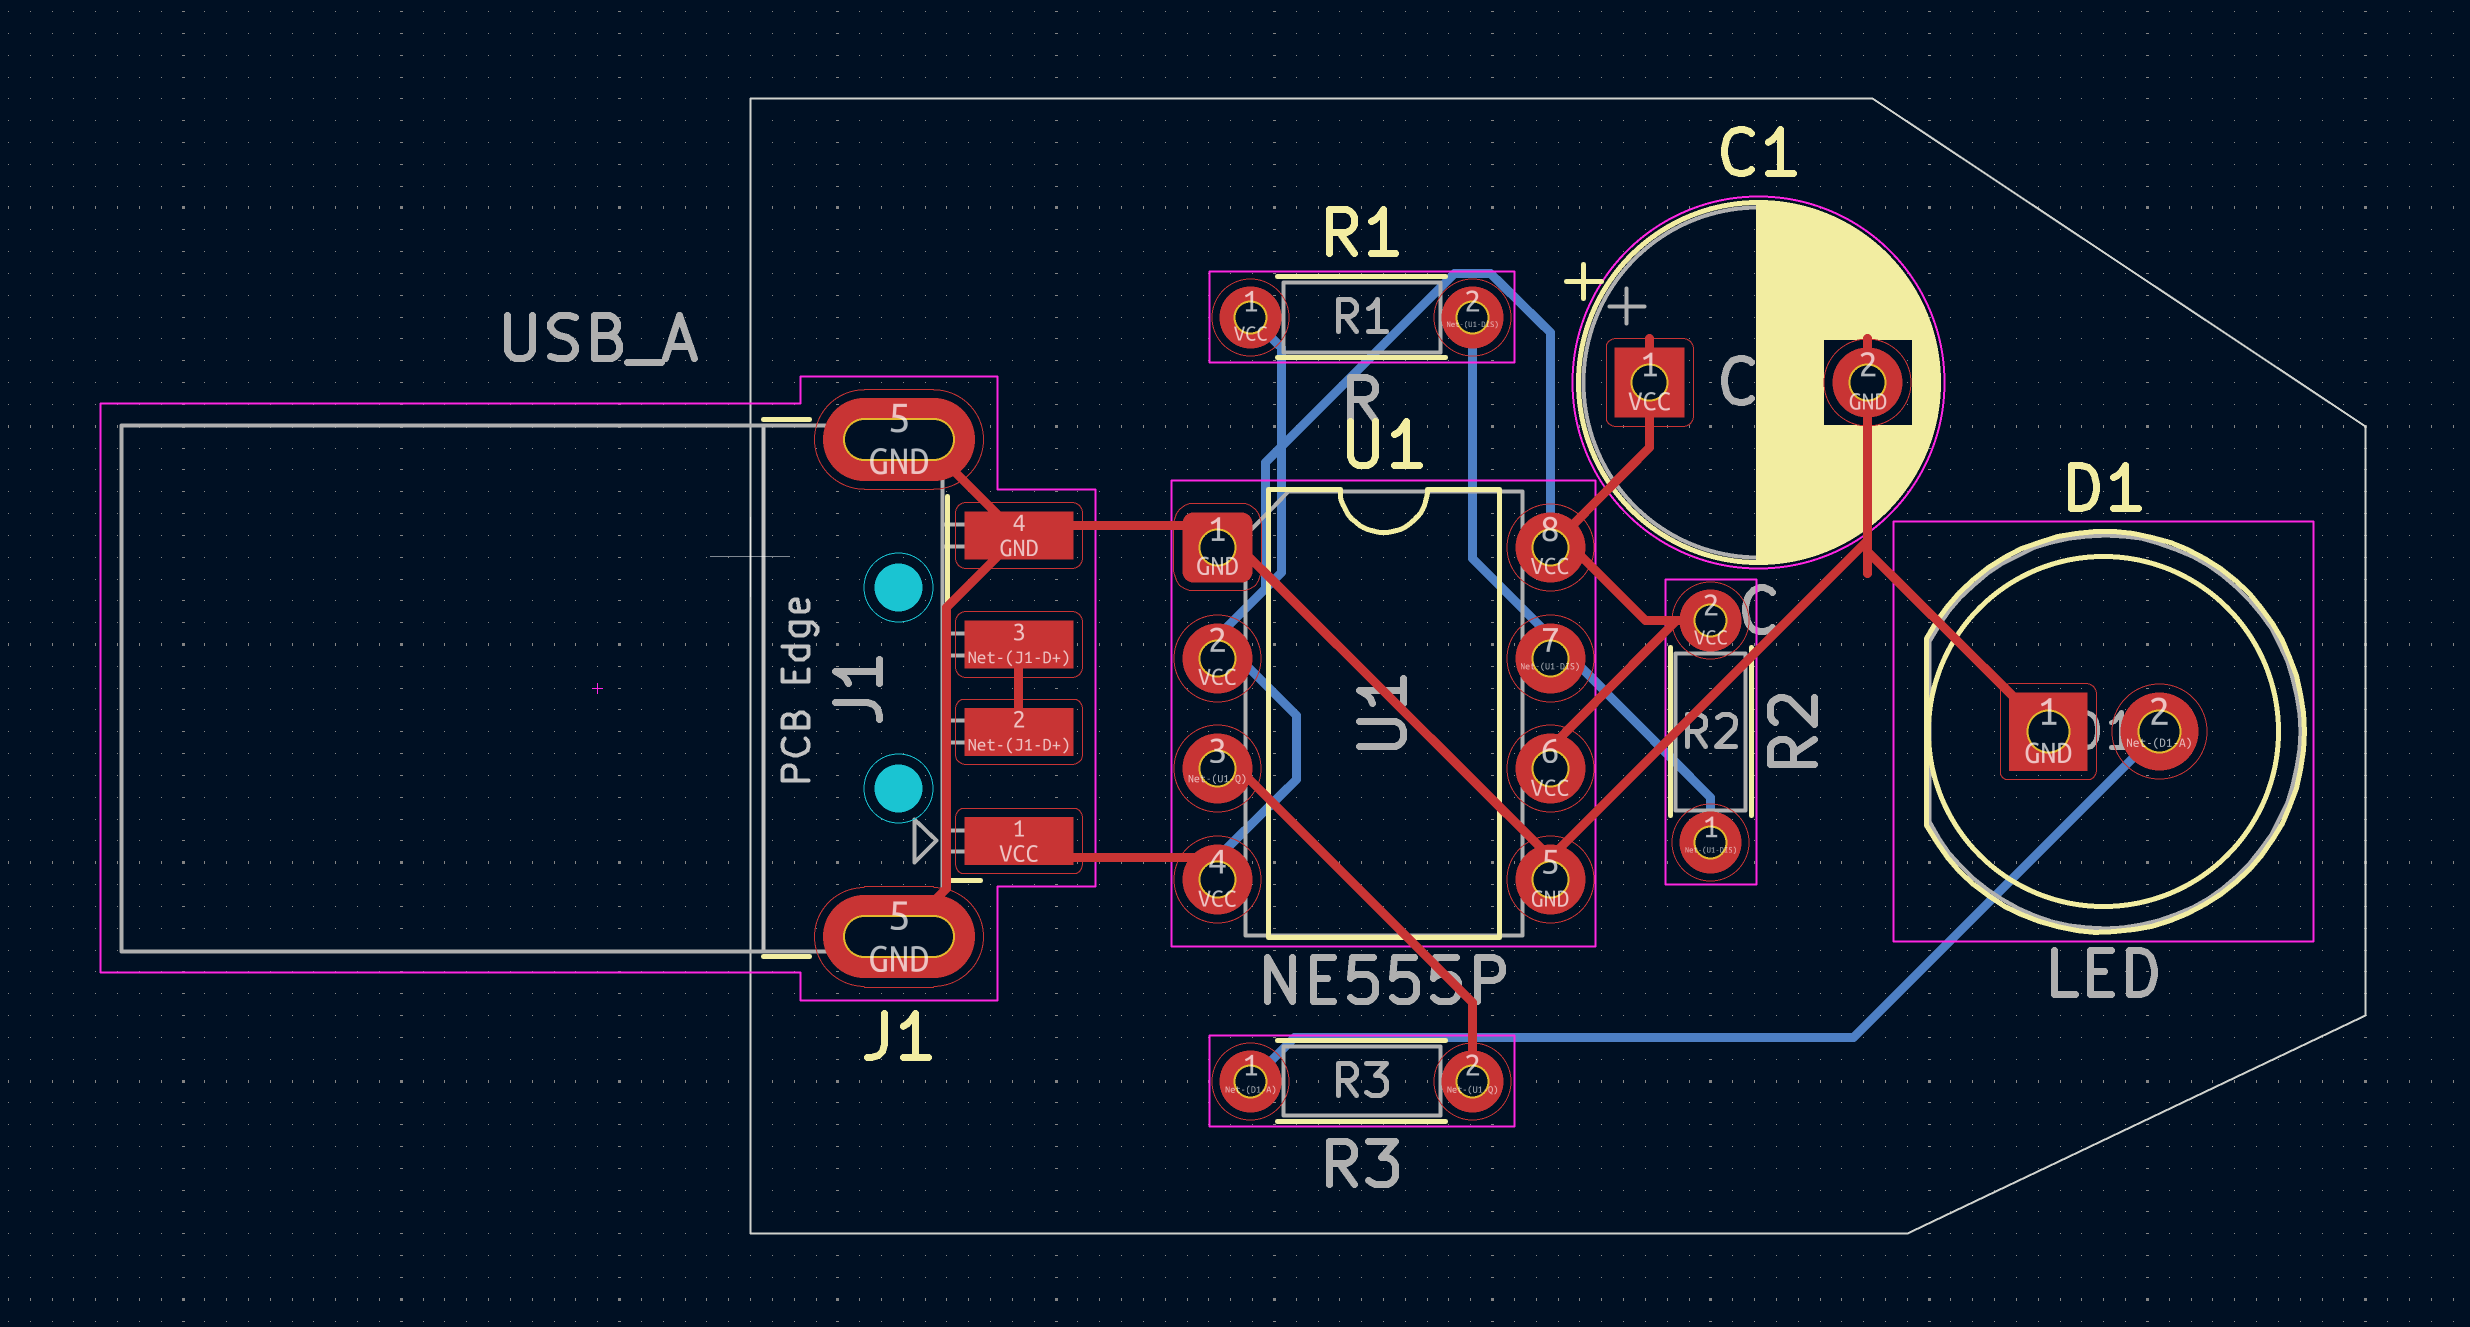 C1
R1
1
VCC
R1
2
Net-(U1-DIS)
USB_A
R
U1
1
VCC
C
2
GND
5
GND
D1
4
GND
1
GND
8
VCC
2
VCC
C
3
Net-(J1-D+)
2
VCC
7
Net-(U1-DIS)
PCB Edge
J1
U1
R2
R2
2
Net-(J1-D+)
1
GND
D1
2
Net-(D1-A)
3
Net-(U1-Q)
6
VCC
1
VCC
1
Net-(U1-DIS)
4
VCC
5
GND
5
GND
NE555P
LED
J1
1
Net-(D1-A)
R3
2
Net-(U1-Q)
R3